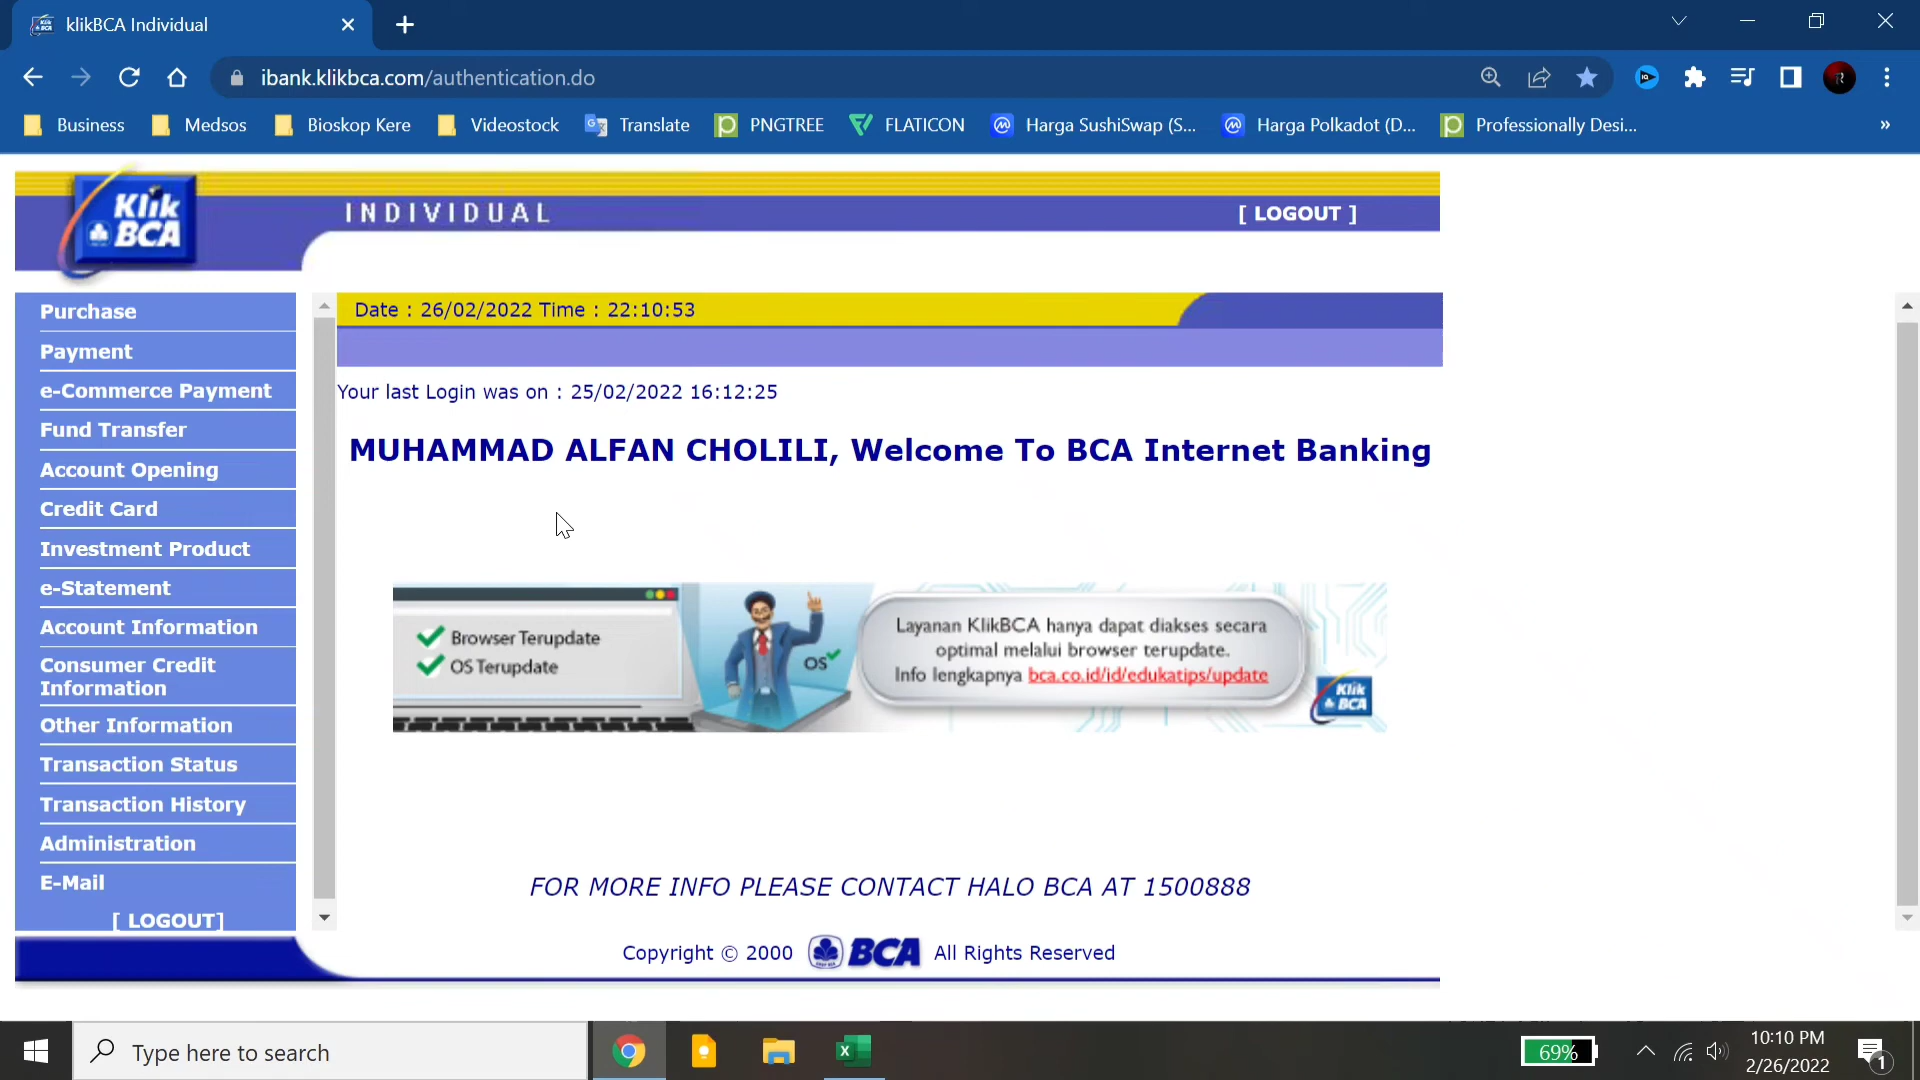 klikBCA Individual
ibank.klikbca.com/authentication.do
Business Medsos Bioskop Kere Videostock Translate PNGTREE FLATICON Harga SushiSwap (S... Harga Polkadot (D... Professionally Desi... »
Klik BCA
INDIVIDUAL
[ LOGOUT ]
Purchase
Payment
e-Commerce Payment
Fund Transfer
Account Opening
Credit Card
Investment Product
e-Statement
Account Information
Consumer Credit
Information
Other Information
Transaction Status
Transaction History
Administration
E-Mail
[ LOGOUT]
Date : 26/02/2022 Time : 22:10:53
Your last Login was on : 25/02/2022 16:12:25
MUHAMMAD ALFAN CHOLILI, Welcome To BCA Internet Banking
Browser Terupdate
OS Terupdate
OS
Layanan KlikBCA hanya dapat diakses secara
optimal melalui browser terupdate.
Info lengkapnya bca.co.id/id/edukatips/update
Klik BCA
FOR MORE INFO PLEASE CONTACT HALO BCA AT 1500888
Copyright © 2000 BCA All Rights Reserved
Type here to search
69%
10:10 PM
2/26/2022
1